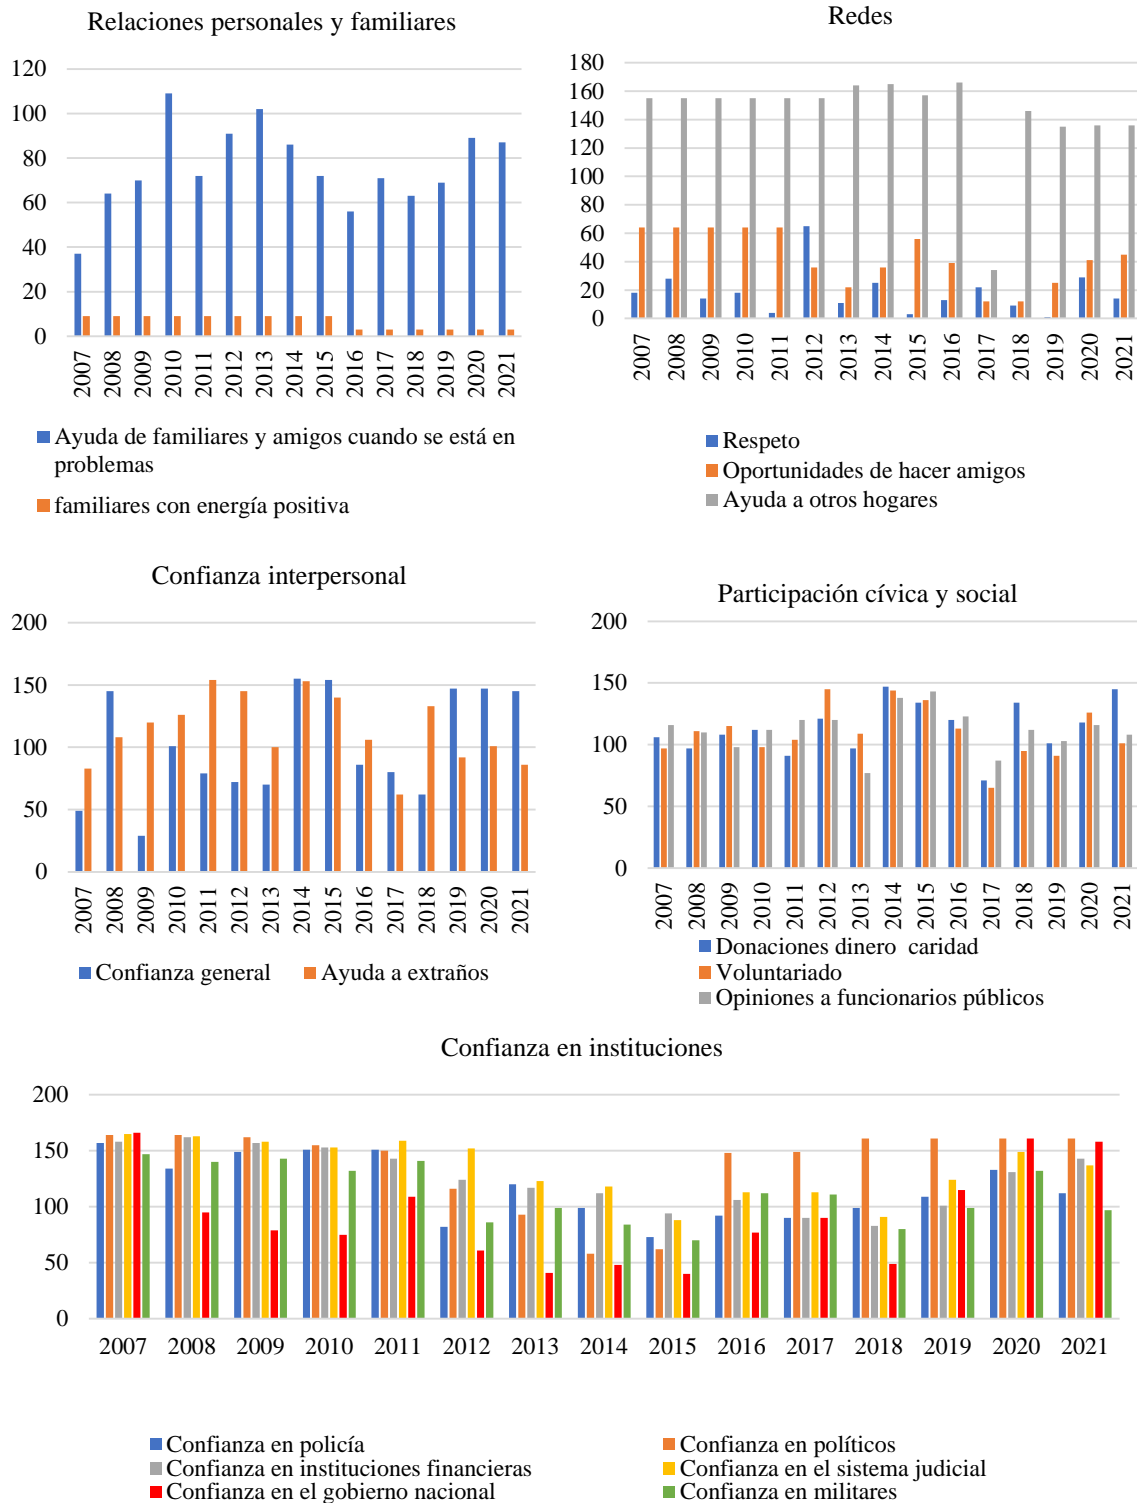 Relaciones personales y familiares
120
100
80
60
40
20
0
2007 2008 2009 2010 2011 2012 2013 2014 2015 2016 2017 2018 2019 2020 2021
Ayuda de familiares y amigos cuando se está en
problemas
familiares con energía positiva
Redes
180
160
140
120
100
80
60
40
20
0
2007 2008 2009 2010 2011 2012 2013 2014 2015 2016 2017 2018 2019 2020 2021
Respeto
Oportunidades de hacer amigos
Ayuda a otros hogares
Confianza interpersonal
200
150
100
50
0
2007 2008 2009 2010 2011 2012 2013 2014 2015 2016 2017 2018 2019 2020 2021
Confianza general Ayuda a extraños
Participación cívica y social
200
150
100
50
0
2007 2008 2009 2010 2011 2012 2013 2014 2015 2016 2017 2018 2019 2020 2021
Donaciones dinero caridad
Voluntariado
Opiniones a funcionarios públicos
Confianza en instituciones
200
150
100
50
0
2007 2008 2009 2010 2011 2012 2013 2014 2015 2016 2017 2018 2019 2020 2021
Confianza en policía Confianza en políticos
Confianza en instituciones financieras Confianza en el sistema judicial
Confianza en el gobierno nacional Confianza en militares